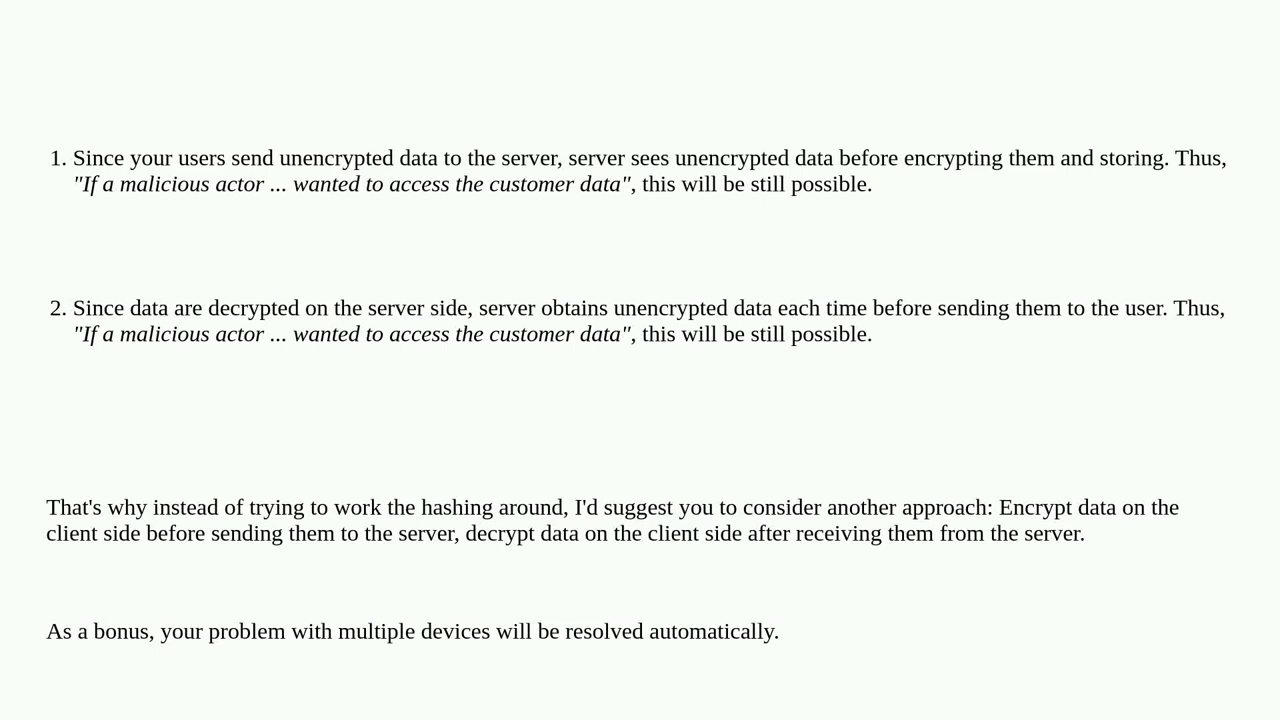 1. Since your users send unencrypted data to the server, server sees unencrypted data before encrypting them and storing. Thus,
"If a malicious actor ... wanted to access the customer data", this will be still possible.
2. Since data are decrypted on the server side, server obtains unencrypted data each time before sending them to the user. Thus,
"If a malicious actor ... wanted to access the customer data", this will be still possible.
That's why instead of trying to work the hashing around, I'd suggest you to consider another approach: Encrypt data on the
client side before sending them to the server, decrypt data on the client side after receiving them from the server.
As a bonus, your problem with multiple devices will be resolved automatically.